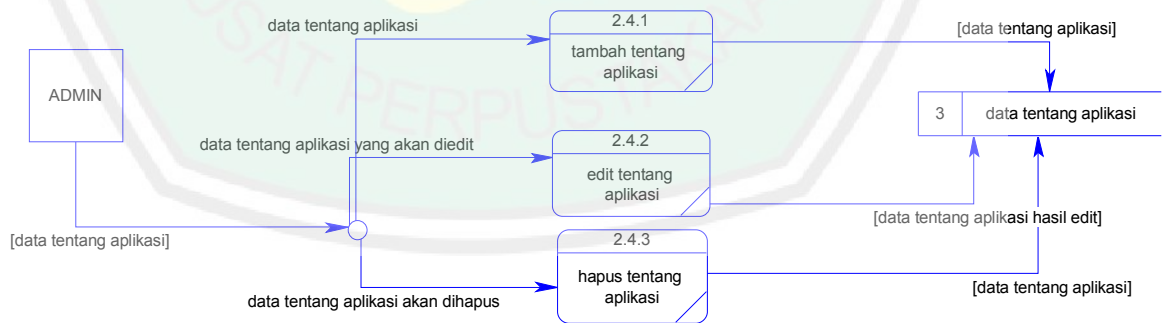 data tentang aplikasi
2.4.1
tambah tentang
aplikasi
[data tentang aplikasi]
ADMIN
3
data tentang aplikasi
data tentang aplikasi yang akan diedit
2.4.2
edit tentang
aplikasi
[data tentang aplikasi hasil edit]
[data tentang aplikasi]
2.4.3
hapus tentang
aplikasi
data tentang aplikasi akan dihapus
[data tentang aplikasi]
PUSAT PERPUSTAKAAN